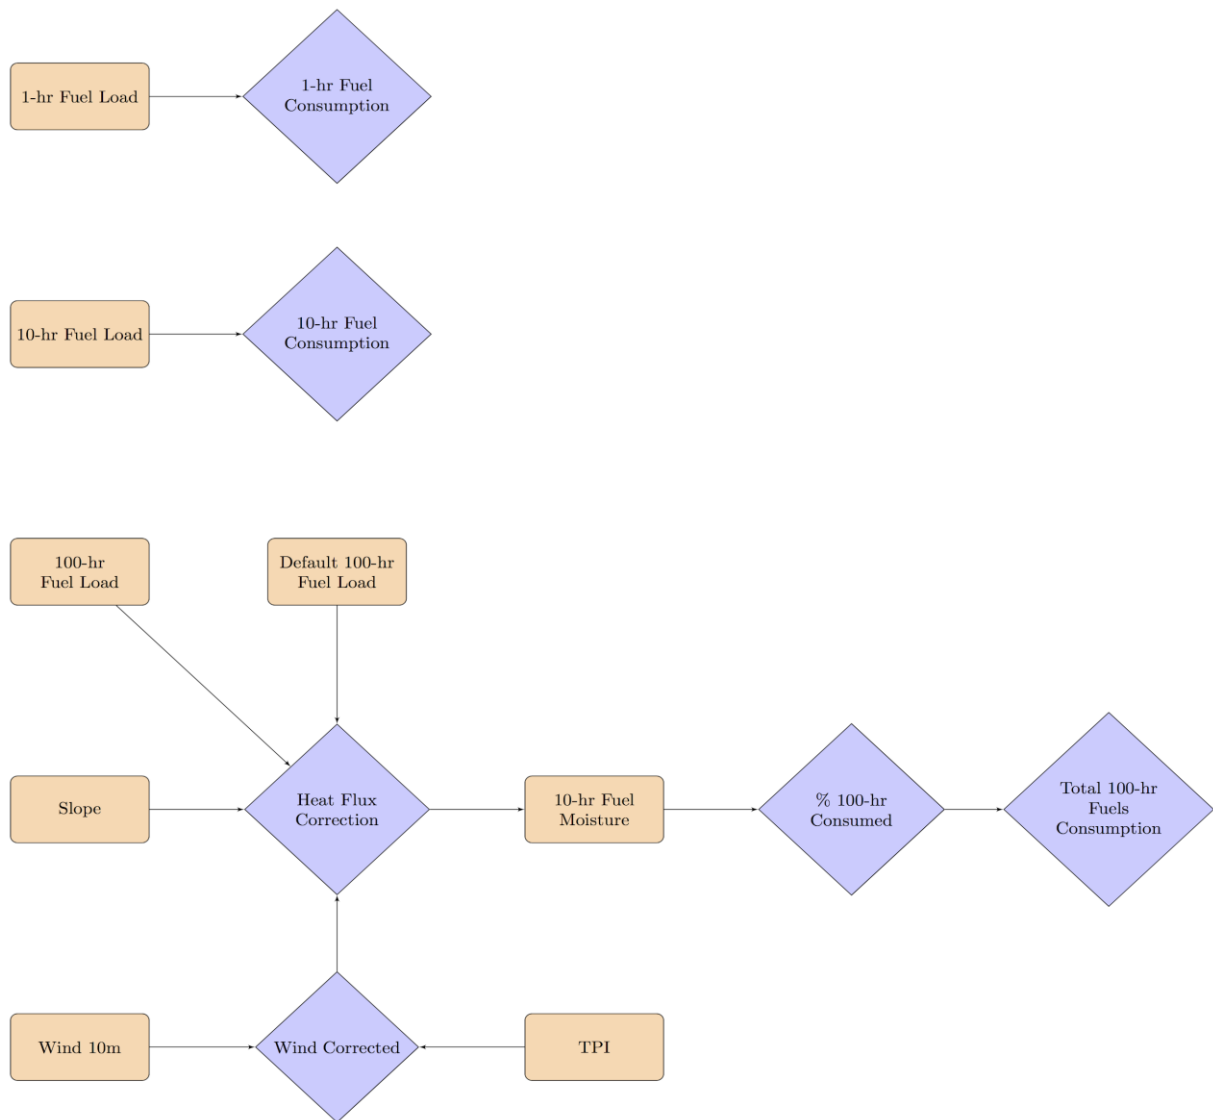 1-hr Fuel Load
1-hr Fuel
Consumption
10-hr Fuel Load
10-hr Fuel
Consumption
100-hr
Fuel Load
Default 100-hr
Fuel Load
Slope
Heat Flux
Correction
10-hr Fuel
Moisture
% 100-hr
Consumed
Total 100-hr
Fuels
Consumption
Wind 10m
Wind Corrected
TPI